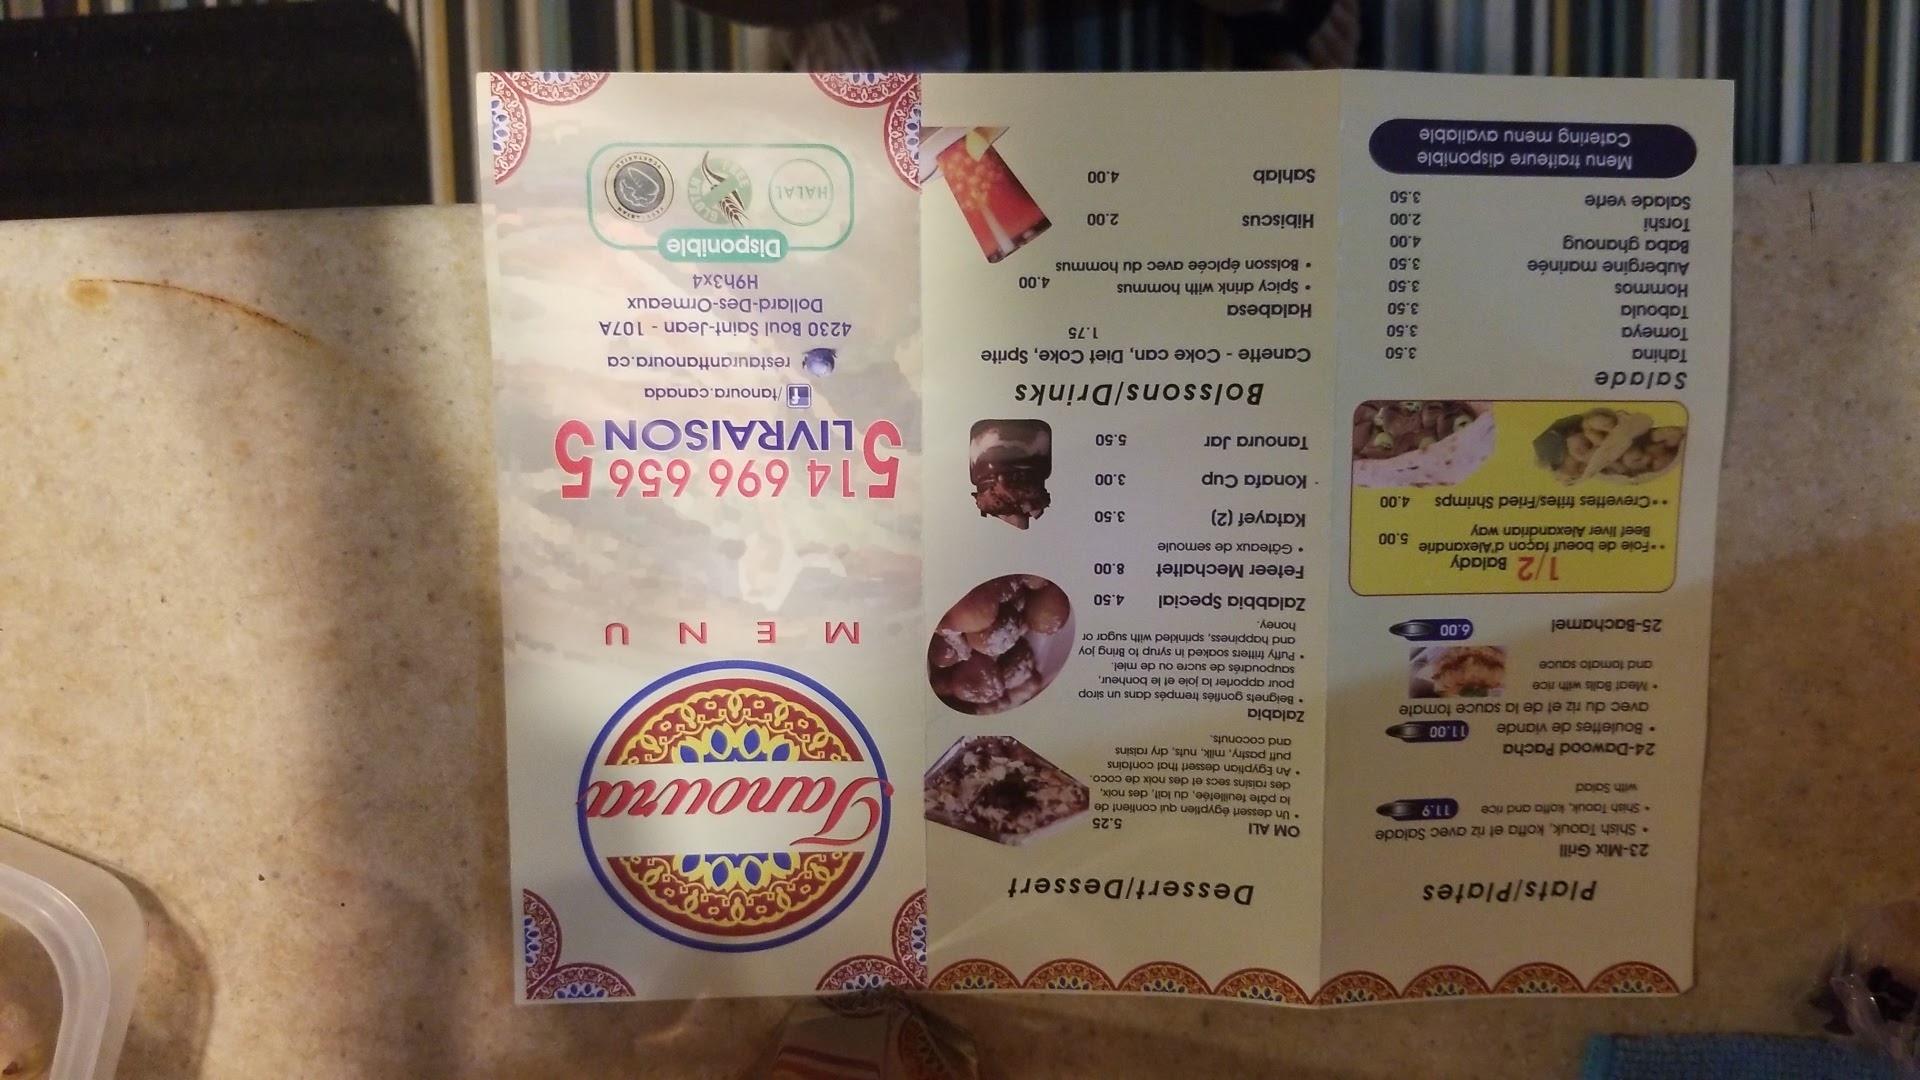 Plats/Plates
23-Mix Grill
• Shish Taouk, kofta et riz avec Salade
• Shish Taouk, kofta and rice 11.9
with Salad
24-Dawood Pacha
• Boulettes de viande 11.00
avec du riz et de la sauce tomate
• Meat Balls with rice
and tomato sauce
25-Bachamel 6.00
1/2 Balady
••Foie de boeuf façon d'Alexandrie
Beef liver Alexandrian way 5.00
••Crevettes frites/Fried Shrimps 4.00
Salade
Tahina 3.50
Tomeya 3.50
Taboula 3.50
Hommos 3.50
Aubergine marinée 3.50
Baba ghanoug 4.00
Torshi 2.00
Salade verte 3.50
Menu traiteure disponible
Catering menu available
Dessert/Dessert
OM ALI 5.25
• Un dessert égyptien qui contient de
la pâte feuilletée, du lait, des noix,
des raisins secs et des noix de coco.
• An Egyptian dessert that contains
puff pastry, milk, nuts, dry raisins
and coconuts.
Zalabia
• Beignets gonflés trempés dans un sirop
pour apporter la joie et le bonheur,
saupoudrés de sucre ou de miel.
• Puffy fritters soaked in syrup to Bring joy
and happiness, sprinkled with sugar or
honey.
Zalabbia Special 4.50
Feteer Mechaltet 8.00
• Gâteaux de semoule
Katayef (2) 3.50
Konafa Cup 3.00
Tanoura Jar 5.50
Boissons/Drinks
Canette - Coke can, Diet Coke, Sprite,
1.75
Halabesa
• Spicy drink with hommus 4.00
• Boisson épicée avec du hommus
Hibiscus 2.00
Sahlab 4.00
Tanoura
MENU
514 696 656 5
LIVRAISON
/tanoura.canada
restauranttanoura.ca
4230 Boul Saint-Jean - 107A
Dollard-Des-Ormeaux
H9h3x4
Disponible
HALAL
GLUTEN FREE
VEGETARIAN